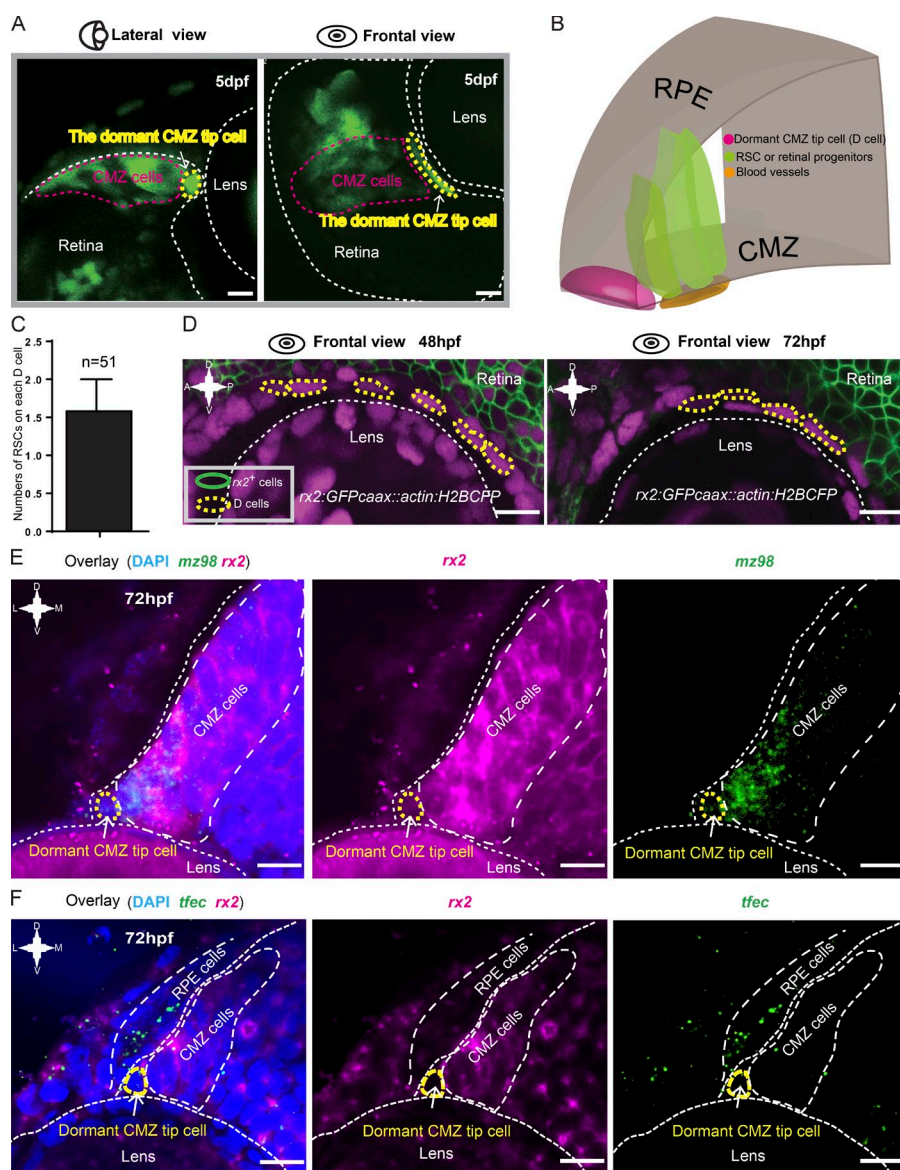 A
Lateral view
Frontal view
5dpf
The dormant CMZ tip cell
CMZ cells
Lens
Retina
5dpf
Lens
CMZ cells
The dormant CMZ tip cell
Retina
B
RPE
CMZ
Dormant CMZ tip cell (D cell)
RSC or retinal progenitors
Blood vessels
C
Numbers of RSCs on each D cell
n=51
2.5
2.0
1.5
1.0
0.5
0.0
D
Frontal view 48hpf
Frontal view 72hpf
D
A P
V
Retina
Lens
rx2+ cells
D cells
rx2:GFPcaax::actin:H2BCFP
D
A P
V
Retina
Lens
rx2:GFPcaax::actin:H2BCFP
E
Overlay (DAPI mz98 rx2)
rx2
mz98
72hpf
D
L M
V
CMZ cells
Dormant CMZ tip cell
Lens
CMZ cells
Dormant CMZ tip cell
Lens
CMZ cells
Dormant CMZ tip cell
Lens
F
Overlay (DAPI tfec rx2)
rx2
tfec
72hpf
D
L M
V
RPE cells
CMZ cells
Dormant CMZ tip cell
Lens
RPE cells
CMZ cells
Dormant CMZ tip cell
Lens
RPE cells
CMZ cells
Dormant CMZ tip cell
Lens